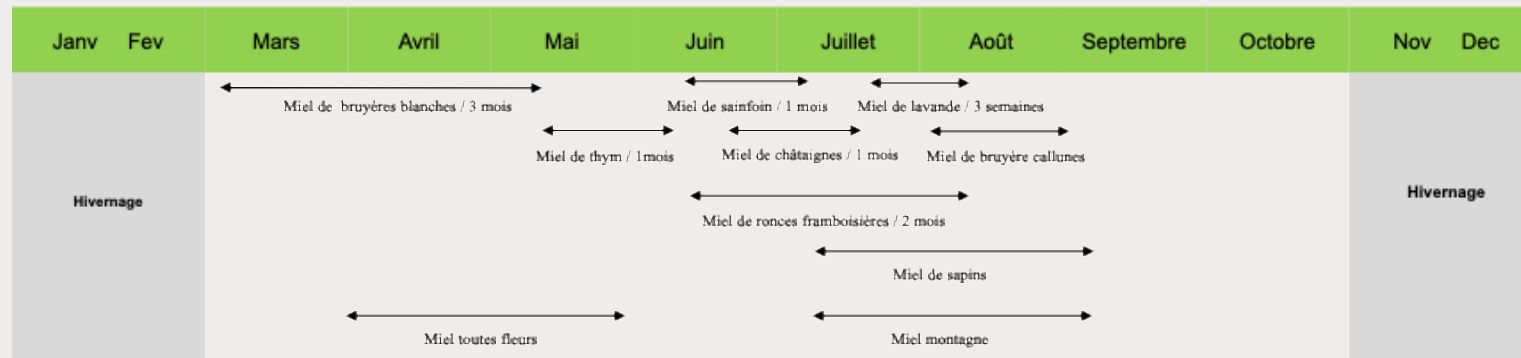 Janv Fev Mars Avril Mai Juin Juillet Août Septembre Octobre Nov Dec
Miel de bruyères blanches / 3 mois Miel de sainfoin / 1 mois Miel de lavande / 3 semaines
Miel de thym / 1mois Miel de châtaignes / 1 mois Miel de bruyère callunes
Hivernage Hivernage
Miel de ronces framboisières / 2 mois
Miel de sapins
Miel toutes fleurs Miel montagne